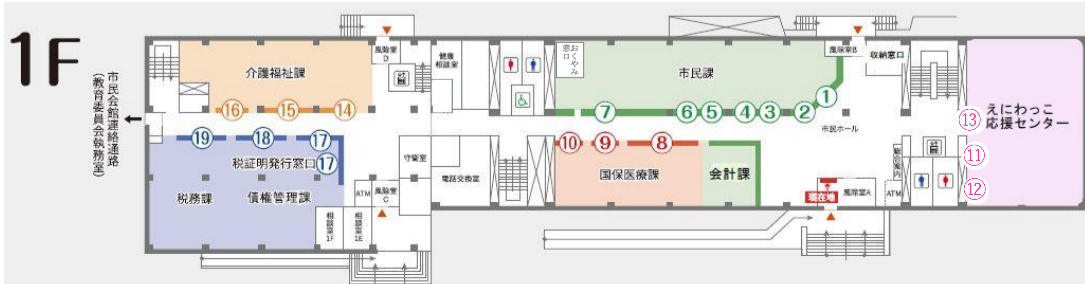 1F
市民会館連絡通路
（教育委員会執務室）
介護福祉課
風除室
D
健康
相談室
おくやみ
窓口
市民課
風除室B
収納窓口
⑯
⑮
⑭
⑦
⑥
⑤
④
③
②
①
市民ホール
⑬
えにわっこ
応援センター
⑲
⑱
⑰
税証明発行窓口
⑰
守衛室
⑩
⑨
⑧
総合案内
⑪
税務課
債権管理課
ATM
風除室
C
電話交換室
国保医療課
会計課
現在地
風除室A
ATM
⑫
相談室
1F
相談室
1E